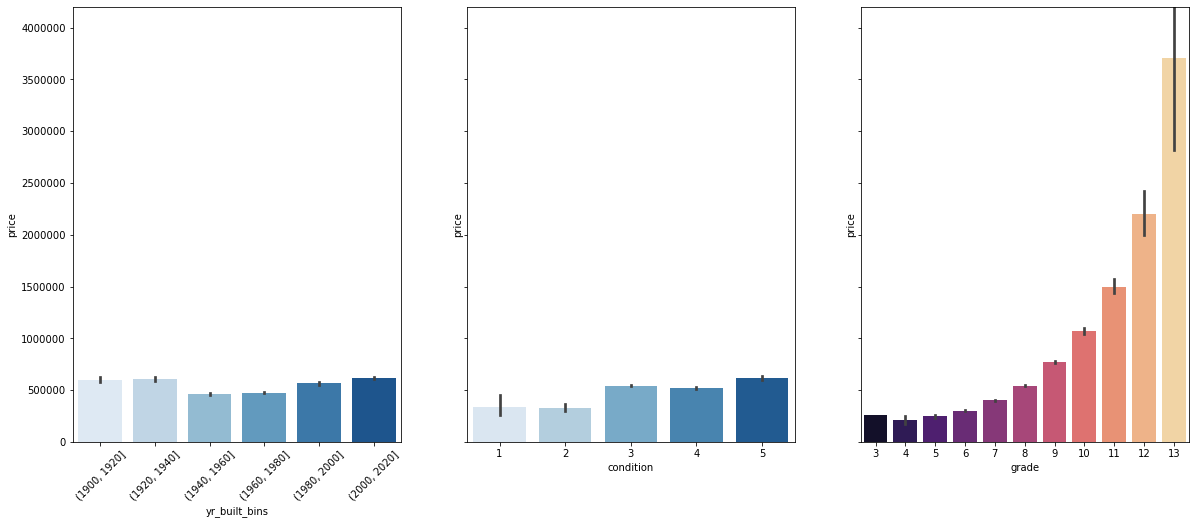 4000000
3500000
3000000
2500000
2000000
1500000
1000000
500000
0
price
(1900, 1920]
(1920, 1940]
(1940, 1960]
(1960, 1980]
(1980, 2000]
(2000, 2020]
yr_built_bins
price
1 2 3 4 5
condition
price
3 4 5 6 7 8 9 10 11 12 13
grade